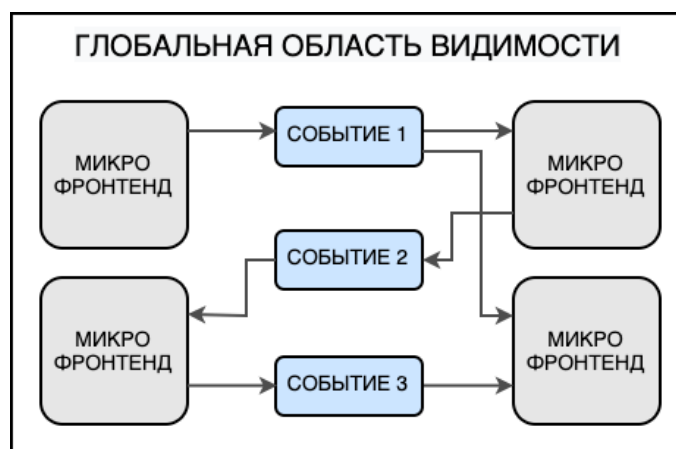 ГЛОБАЛЬНАЯ ОБЛАСТЬ ВИДИМОСТИ
МИКРО
ФРОНТЕНД
СОБЫТИЕ 1
МИКРО
ФРОНТЕНД
СОБЫТИЕ 2
МИКРО
ФРОНТЕНД
СОБЫТИЕ 3
МИКРО
ФРОНТЕНД